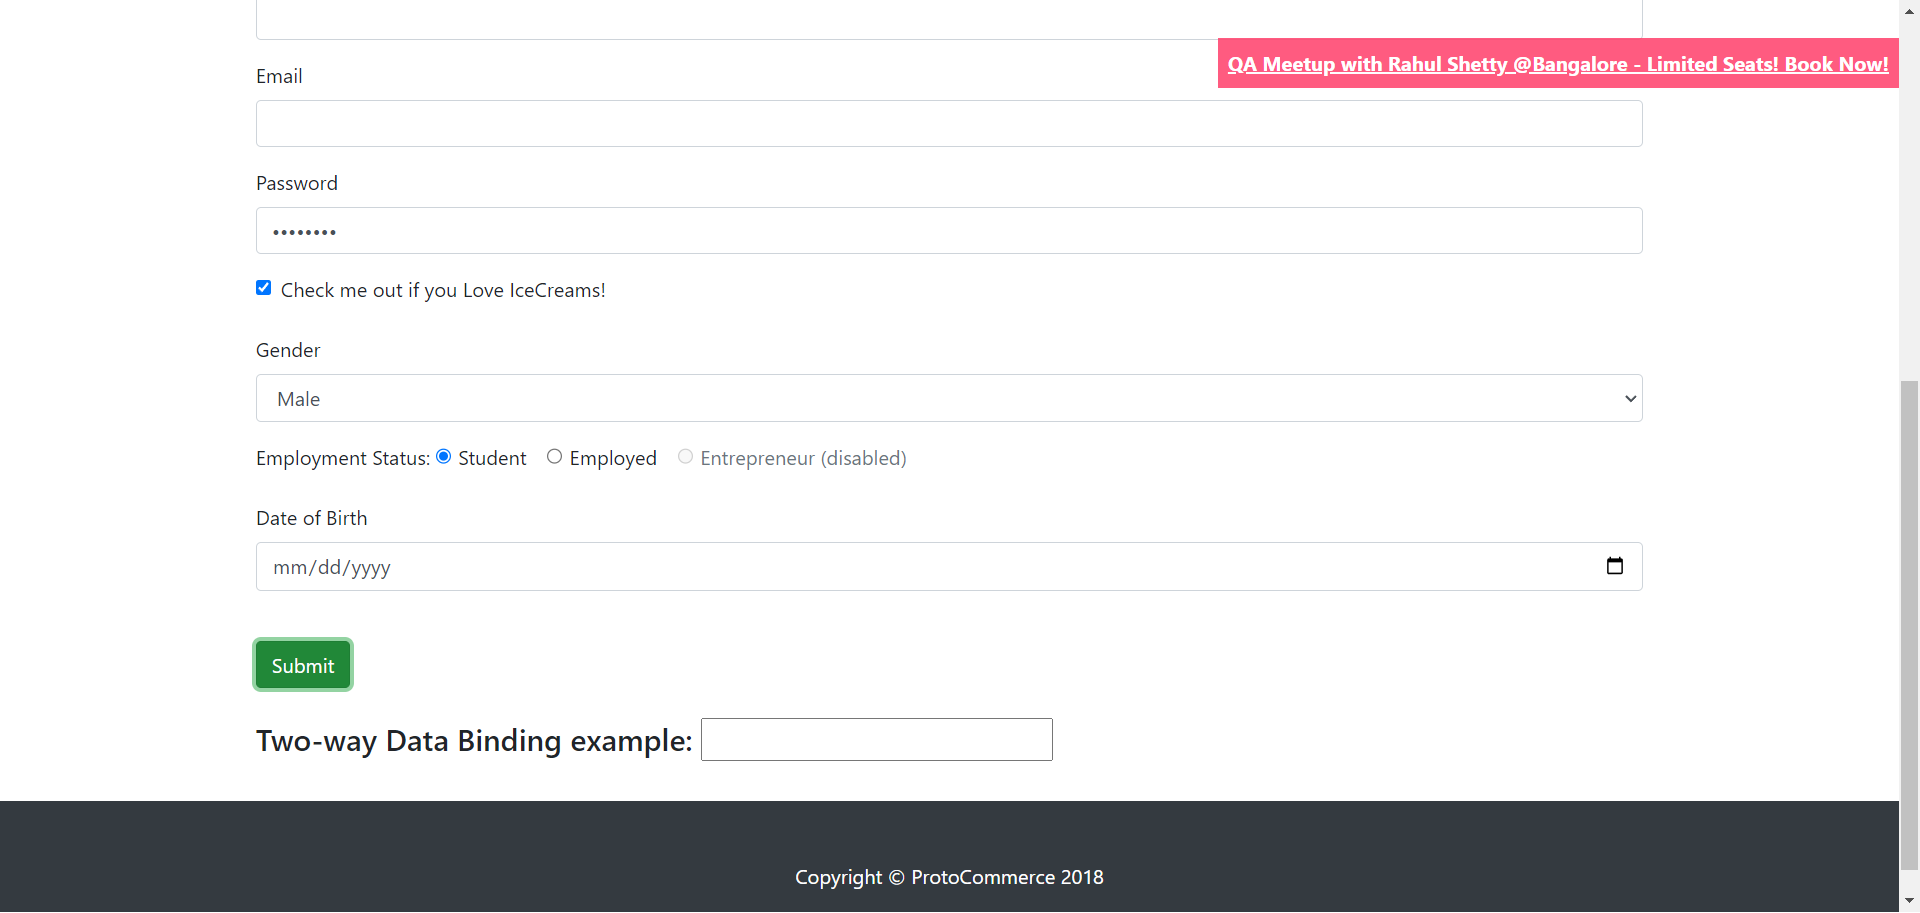 QA Meetup with Rahul Shetty @Bangalore - Limited Seats! Book Now!
Email
Password
••••••••
Check me out if you Love IceCreams!
Gender
Male
Employment Status: Student Employed Entrepreneur (disabled)
Date of Birth
mm/dd/yyyy
Submit
Two-way Data Binding example:
Copyright © ProtoCommerce 2018